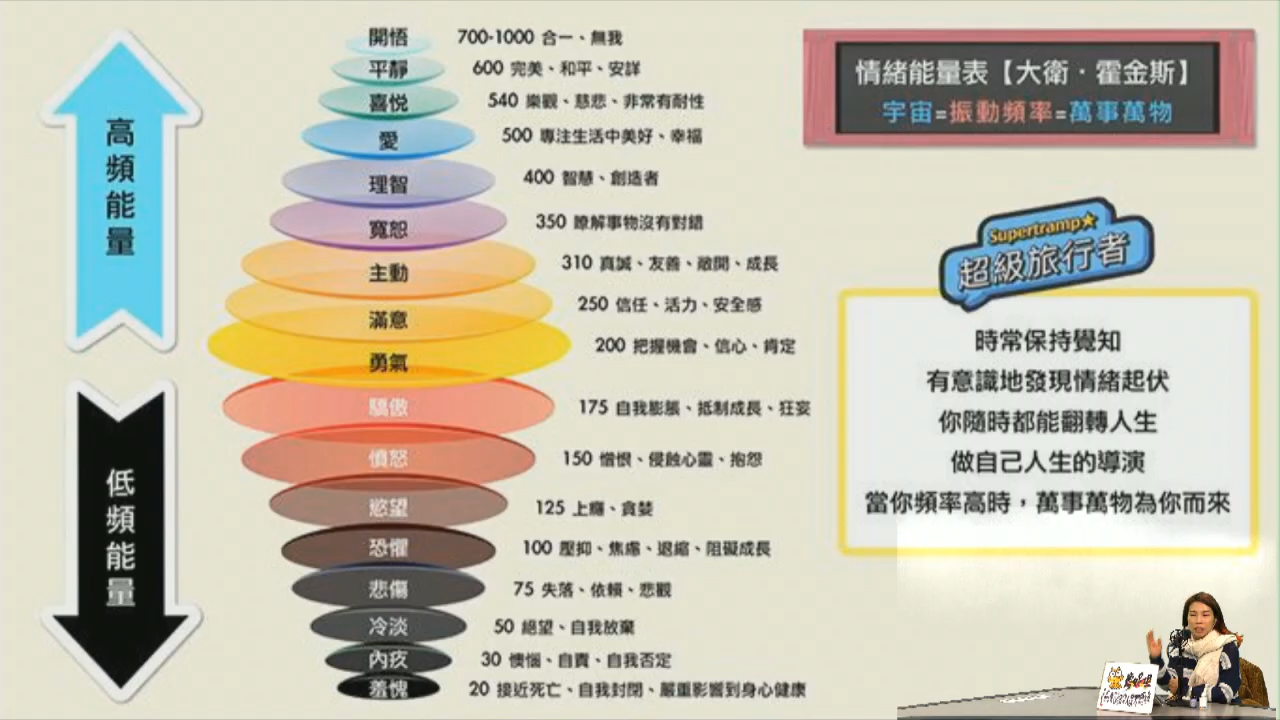 高頻能量
低頻能量
開悟 700-1000 合一、無我
平靜 600 完美、和平、安詳
喜悅 540 樂觀、慈悲、非常有耐性
愛 500 專注生活中美好、幸福
理智 400 智慧、創造者
寬恕 350 瞭解事物沒有對錯
主動 310 真誠、友善、敞開、成長
滿意 250 信任、活力、安全感
勇氣 200 把握機會、信心、肯定
驕傲 175 自我膨脹、抵制成長、狂妄
憤怒 150 憎恨、侵蝕心靈、抱怨
慾望 125 上癮、貪婪
恐懼 100 壓抑、焦慮、退縮、阻礙成長
悲傷 75 失落、依賴、悲觀
冷淡 50 絕望、自我放棄
內疚 30 懊惱、自責、自我否定
羞愧 20 接近死亡、自我封閉、嚴重影響到身心健康
情緒能量表【大衛·霍金斯】
宇宙=振動頻率=萬事萬物
Supertramp
超級旅行者
時常保持覺知
有意識地發現情緒起伏
你隨時都能翻轉人生
做自己人生的導演
當你頻率高時，萬事萬物為你而來